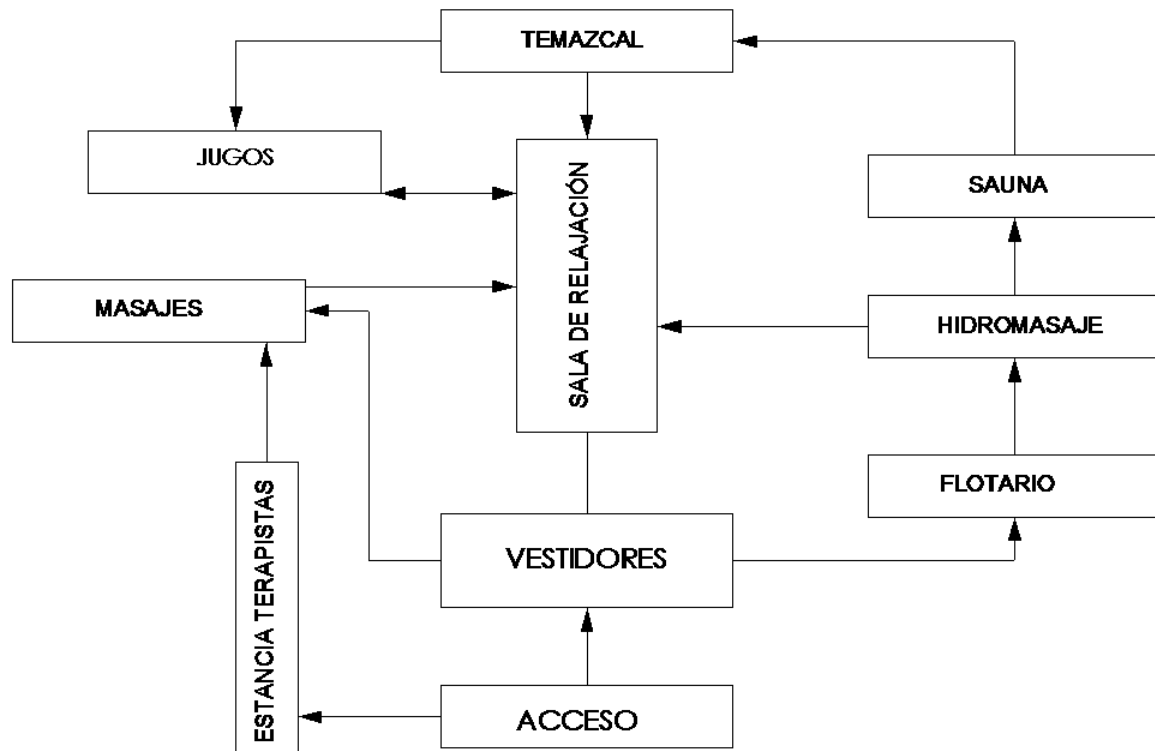 TEMAZCAL
JUGOS
SAUNA
SALA DE RELAJACIÓN
MASAJES
HIDROMASAJE
FLOTARIO
ESTANCIA TERAPISTAS
VESTIDORES
ACCESO